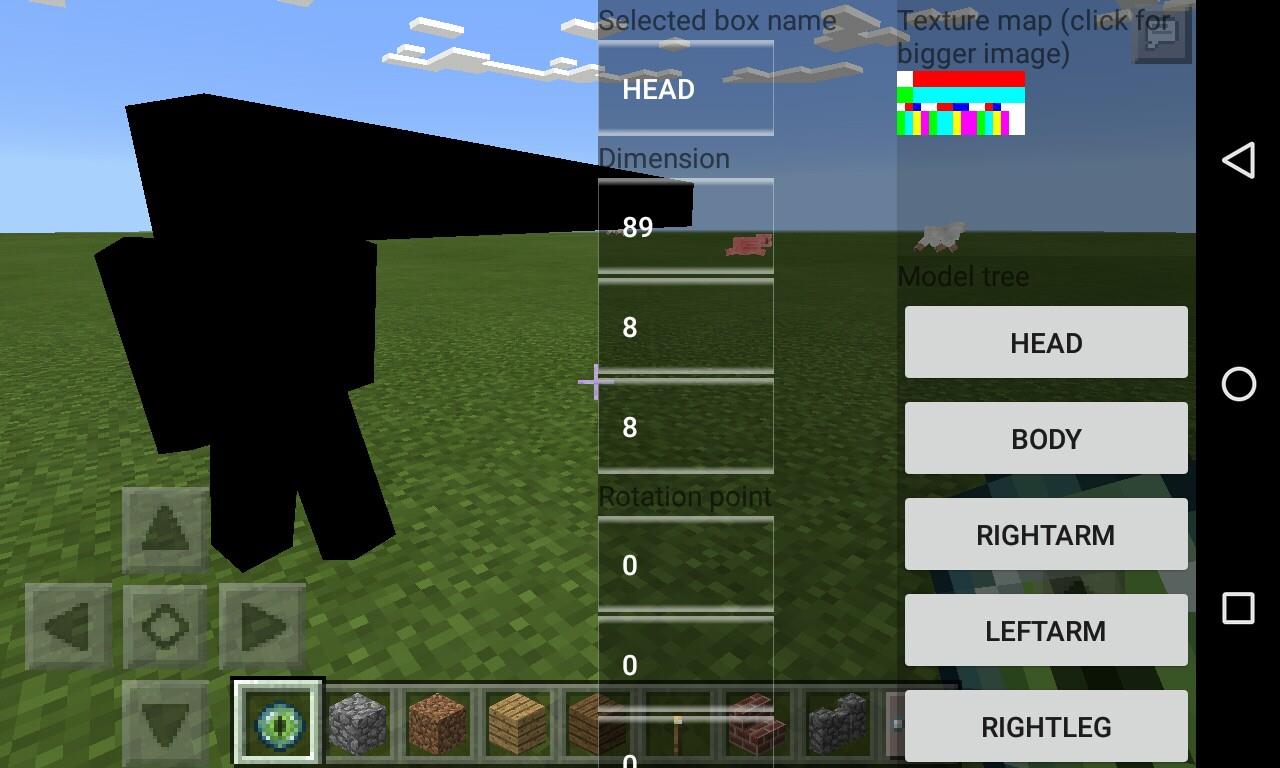 Selected box name
HEAD
Dimension
89
8
8
Rotation point
0
0
0
Texture map (click for
bigger image)
Model tree
HEAD
BODY
RIGHTARM
LEFTARM
RIGHTLEG